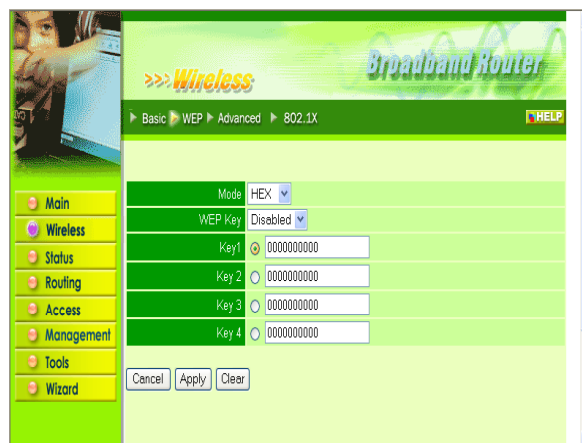 Broadband Router
>>> Wireless
Basic WEP Advanced 802.1X HELP
Main
Wireless
Status
Routing
Access
Management
Tools
Wizard
Mode HEX
WEP Key Disabled
Key1 0000000000
Key 2 0000000000
Key 3 0000000000
Key 4 0000000000
Cancel Apply Clear